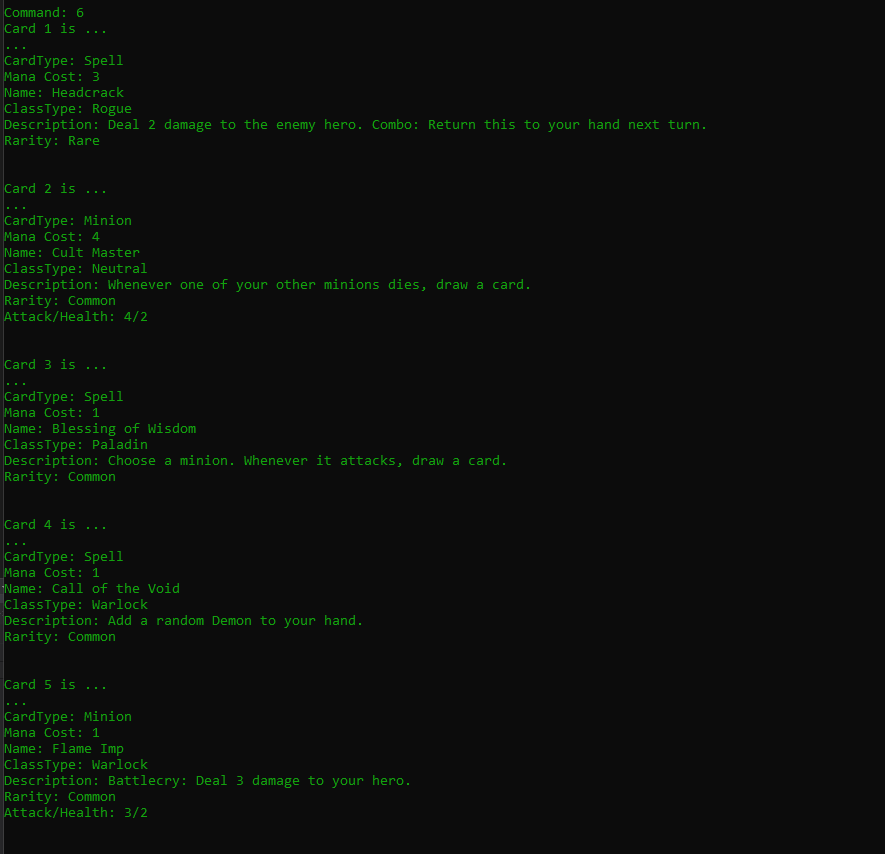 Command: 6
Card 1 is ...
...
CardType: Spell
Mana Cost: 3
Name: Headcrack
ClassType: Rogue
Description: Deal 2 damage to the enemy hero. Combo: Return this to your hand next turn.
Rarity: Rare
Card 2 is ...
...
CardType: Minion
Mana Cost: 4
Name: Cult Master
ClassType: Neutral
Description: Whenever one of your other minions dies, draw a card.
Rarity: Common
Attack/Health: 4/2
Card 3 is ...
...
CardType: Spell
Mana Cost: 1
Name: Blessing of Wisdom
ClassType: Paladin
Description: Choose a minion. Whenever it attacks, draw a card.
Rarity: Common
Card 4 is ...
...
CardType: Spell
Mana Cost: 1
Name: Call of the Void
ClassType: Warlock
Description: Add a random Demon to your hand.
Rarity: Common
Card 5 is ...
...
CardType: Minion
Mana Cost: 1
Name: Flame Imp
ClassType: Warlock
Description: Battlecry: Deal 3 damage to your hero.
Rarity: Common
Attack/Health: 3/2